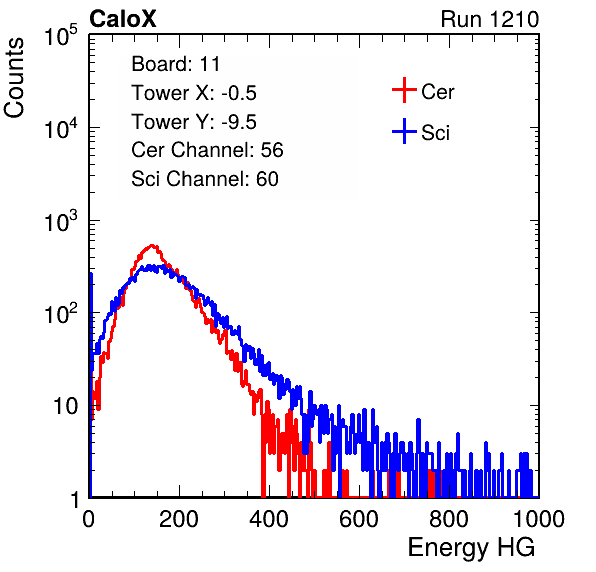 CaloX Run 1210
Counts
10^5
10^4
10^3
10^2
10
1
Board: 11
Tower X: -0.5
Tower Y: -9.5
Cer Channel: 56
Sci Channel: 60
Cer
Sci
0 200 400 600 800 1000
Energy HG